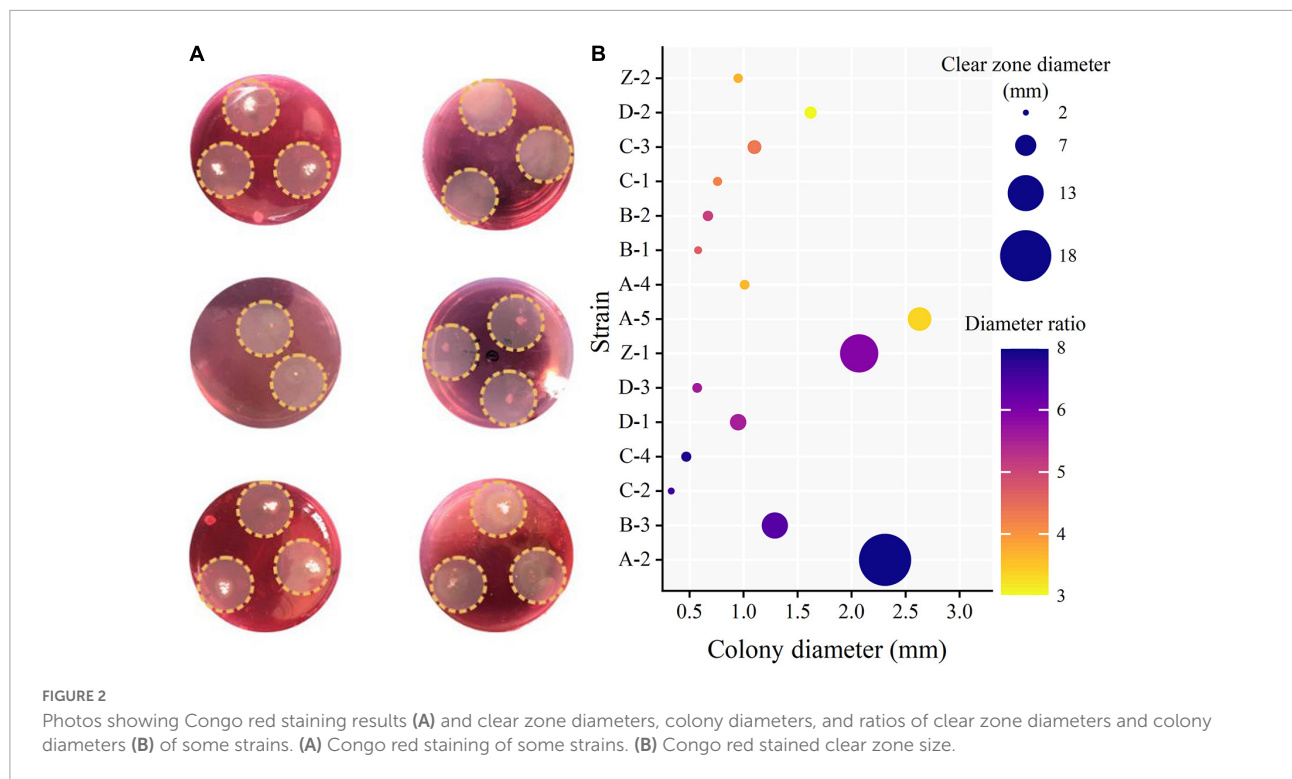 A
B
Strain
Z-2
D-2
C-3
C-1
B-2
B-1
A-4
A-5
Z-1
D-3
D-1
C-4
C-2
B-3
A-2
0.5 1.0 1.5 2.0 2.5 3.0
Colony diameter (mm)
Clear zone diameter
(mm)
2
7
13
18
Diameter ratio
8
6
5
4
3
FIGURE 2
Photos showing Congo red staining results (A) and clear zone diameters, colony diameters, and ratios of clear zone diameters and colony
diameters (B) of some strains. (A) Congo red staining of some strains. (B) Congo red stained clear zone size.